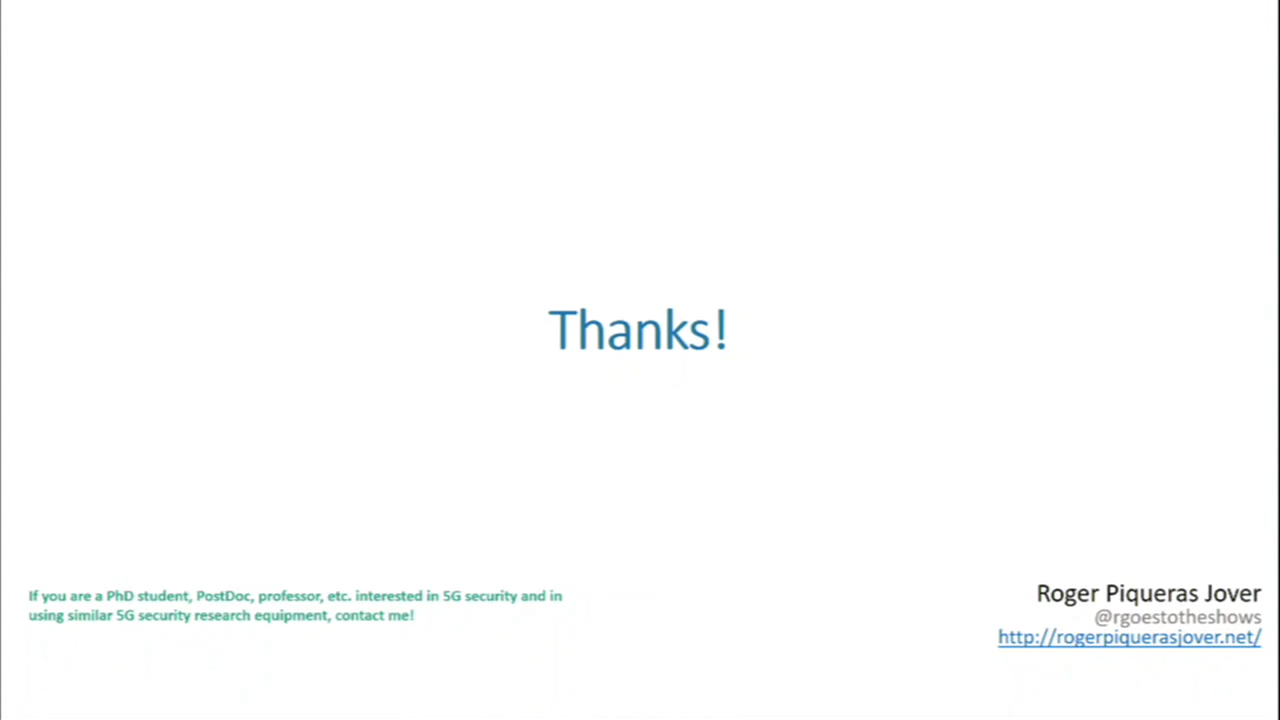 Thanks!
If you are a PhD student, PostDoc, professor, etc. interested in 5G security and in
using similar 5G security research equipment, contact me!
Roger Piqueras Jover
@rgoestotheshows
http://rogerpiquerasjover.net/